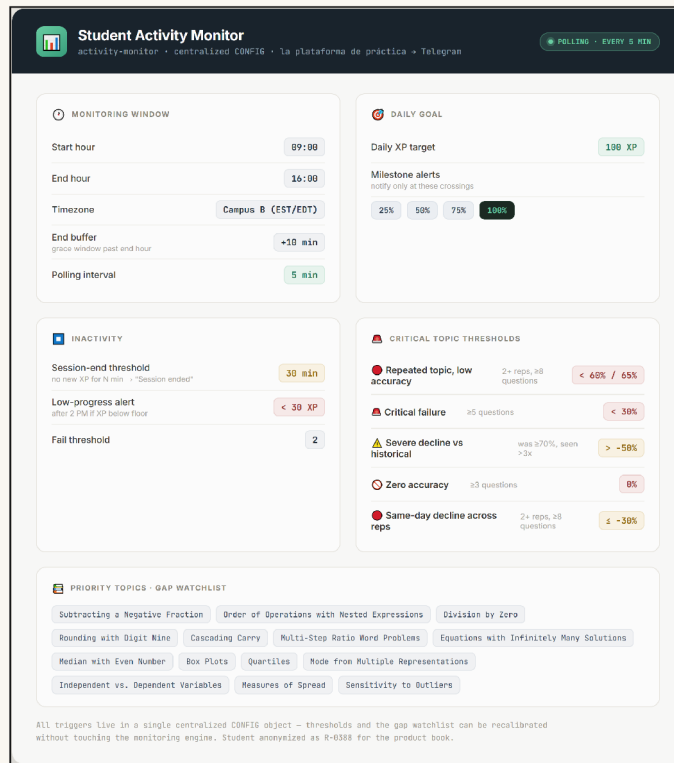 Student Activity Monitor
activity-monitor · centralized CONFIG · la plataforma de práctica → Telegram
POLLING · EVERY 5 MIN
MONITORING WINDOW
Start hour 09:00
End hour 16:00
Timezone Campus B (EST/EDT)
End buffer
grace window past end hour
+10 min
Polling interval 5 min
DAILY GOAL
Daily XP target 100 XP
Milestone alerts
notify only at these crossings
25% 50% 75% 100%
INACTIVITY
Session-end threshold
no new XP for N min → "Session ended"
30 min
Low-progress alert
after 2 PM if XP below floor
< 30 XP
Fail threshold 2
CRITICAL TOPIC THRESHOLDS
Repeated topic, low
accuracy
2+ reps, ≥8
questions
< 60% / 65%
Critical failure ≥5 questions < 30%
Severe decline vs
historical
was ≥70%, seen
>3x
> -50%
Zero accuracy ≥3 questions 0%
Same-day decline across
reps
2+ reps, ≥8
questions
≤ -30%
PRIORITY TOPICS · GAP WATCHLIST
Subtracting a Negative Fraction Order of Operations with Nested Expressions Division by Zero
Rounding with Digit Nine Cascading Carry Multi-Step Ratio Word Problems Equations with Infinitely Many Solutions
Median with Even Number Box Plots Quartiles Mode from Multiple Representations
Independent vs. Dependent Variables Measures of Spread Sensitivity to Outliers
All triggers live in a single centralized CONFIG object — thresholds and the gap watchlist can be recalibrated
without touching the monitoring engine. Student anonymized as R-0388 for the product book.